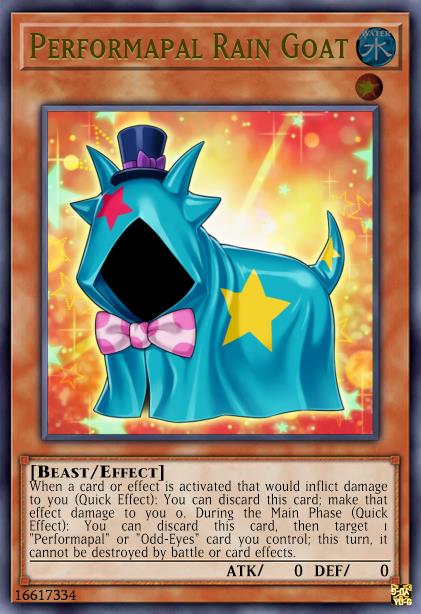 PERFORMAPAL RAIN GOAT
WATER
水
[BEAST/EFFECT]
When a card or effect is activated that would inflict damage
to you (Quick Effect): You can discard this card; make that
effect damage to you 0. During the Main Phase (Quick
Effect): You can discard this card, then target 1
"Performapal" or "Odd-Eyes" card you control; this turn, it
cannot be destroyed by battle or card effects.
ATK/ 0 DEF/ 0
16617334